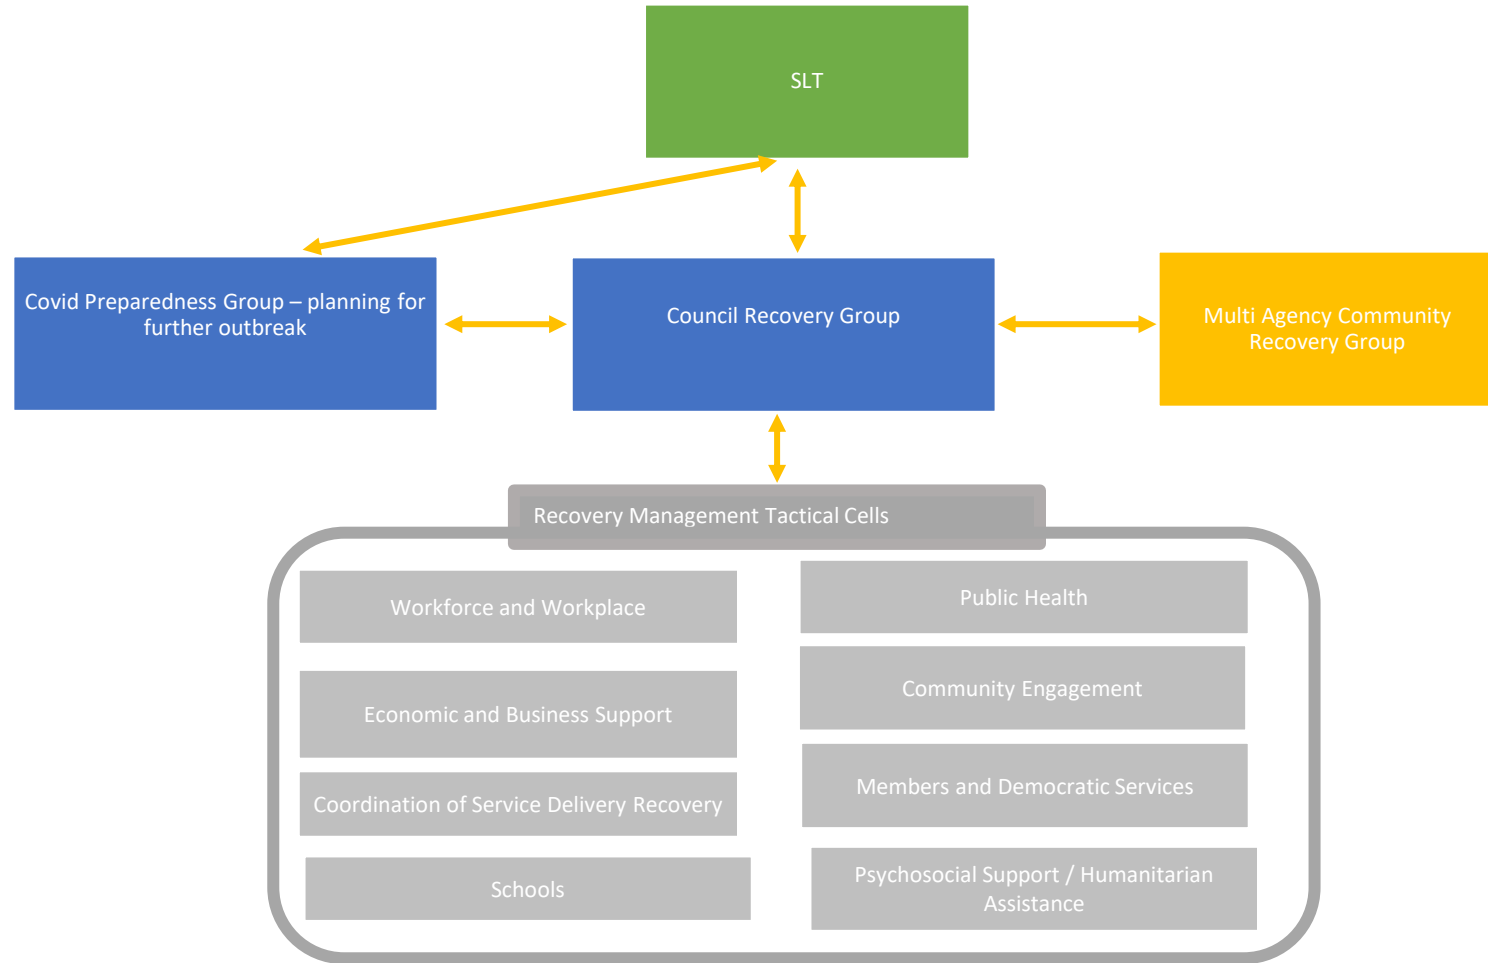 SLT
Covid Preparedness Group – planning for
further outbreak
Council Recovery Group
Multi Agency Community
Recovery Group
Recovery Management Tactical Cells
Workforce and Workplace
Public Health
Economic and Business Support
Community Engagement
Coordination of Service Delivery Recovery
Members and Democratic Services
Schools
Psychosocial Support / Humanitarian
Assistance